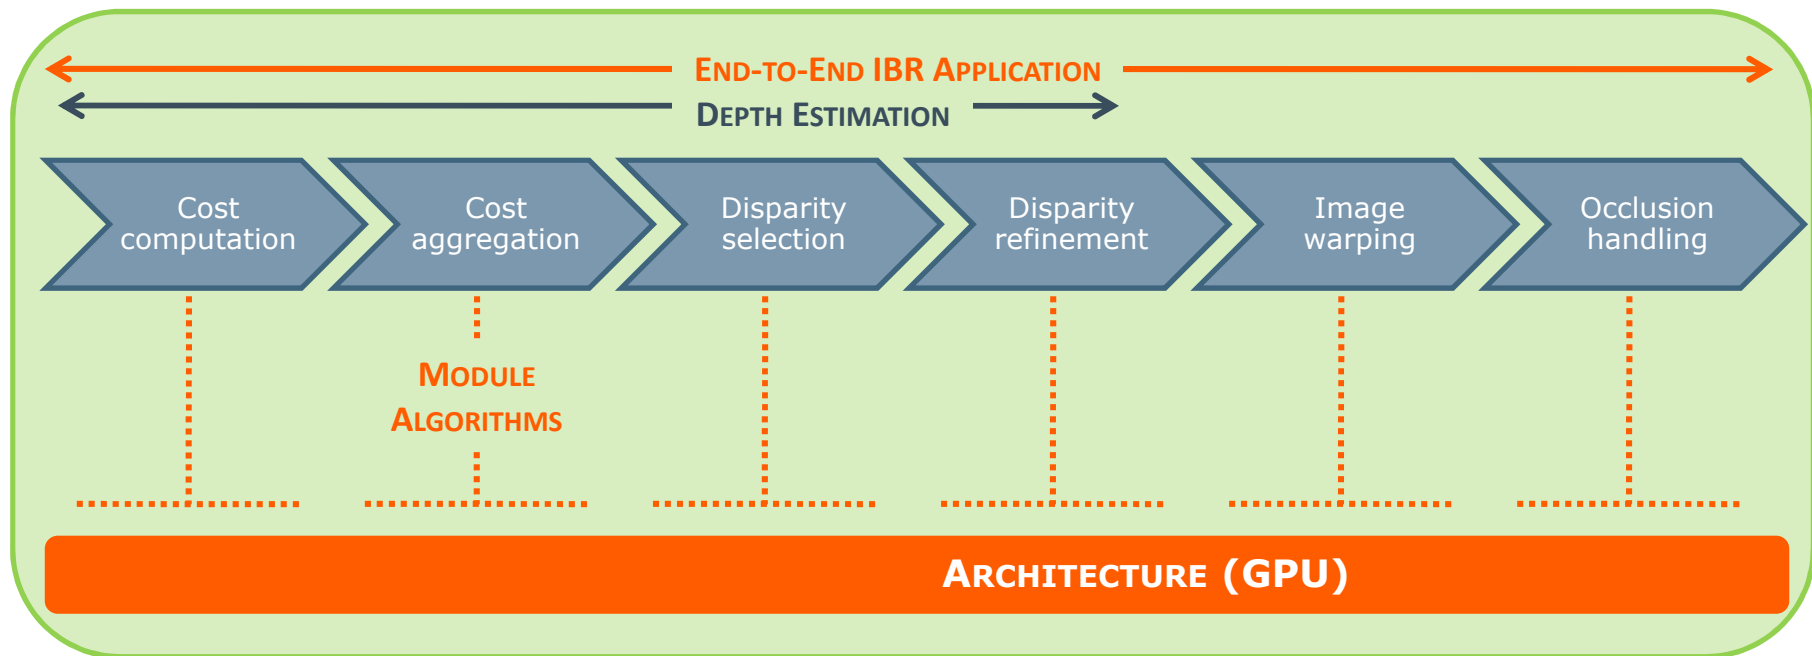 END-TO-END IBR APPLICATION
DEPTH ESTIMATION
Cost
computation
Cost
aggregation
Disparity
selection
Disparity
refinement
Image
warping
Occlusion
handling
MODULE
ALGORITHMS
ARCHITECTURE (GPU)